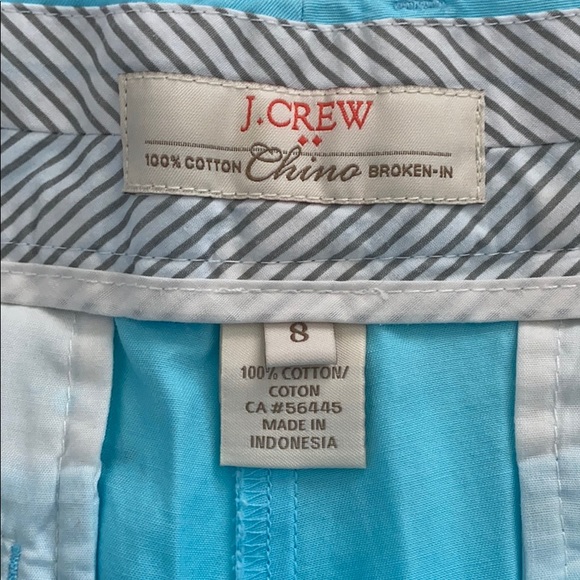 J.CREW
100% COTTON Chino BROKEN-IN
8
100% COTTON/
COTON
CA #56445
MADE IN
INDONESIA